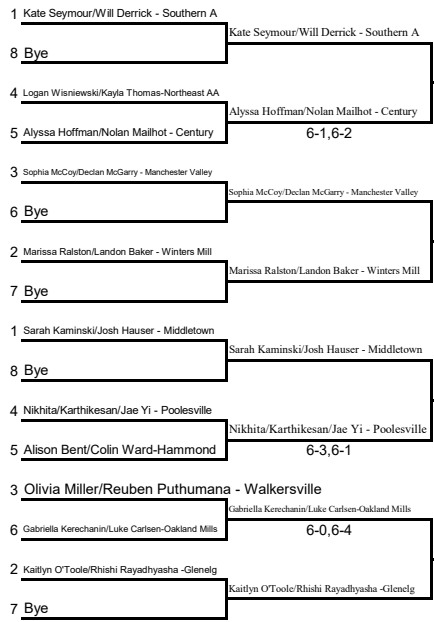 1 Kate Seymour/Will Derrick - Southern A
Kate Seymour/Will Derrick - Southern A
8 Bye
4 Logan Wisniewski/Kayla Thomas-Northeast AA
Alyssa Hoffman/Nolan Mailhot - Century
5 Alyssa Hoffman/Nolan Mailhot - Century
6-1,6-2
3 Sophia McCoy/Declan McGarry - Manchester Valley
Sophia McCoy/Declan McGarry - Manchester Valley
6 Bye
2 Marissa Ralston/Landon Baker - Winters Mill
Marissa Ralston/Landon Baker - Winters Mill
7 Bye
1 Sarah Kaminski/Josh Hauser - Middletown
Sarah Kaminski/Josh Hauser - Middletown
8 Bye
4 Nikhita/Karthikesan/Jae Yi - Poolesville
Nikhita/Karthikesan/Jae Yi - Poolesville
5 Alison Bent/Colin Ward-Hammond
6-3,6-1
3 Olivia Miller/Reuben Puthumana - Walkersville
Gabriella Kerechanin/Luke Carlsen-Oakland Mills
6 Gabriella Kerechanin/Luke Carlsen-Oakland Mills
6-0,6-4
2 Kaitlyn O'Toole/Rhishi Rayadhyasha -Glenelg
Kaitlyn O'Toole/Rhishi Rayadhyasha -Glenelg
7 Bye